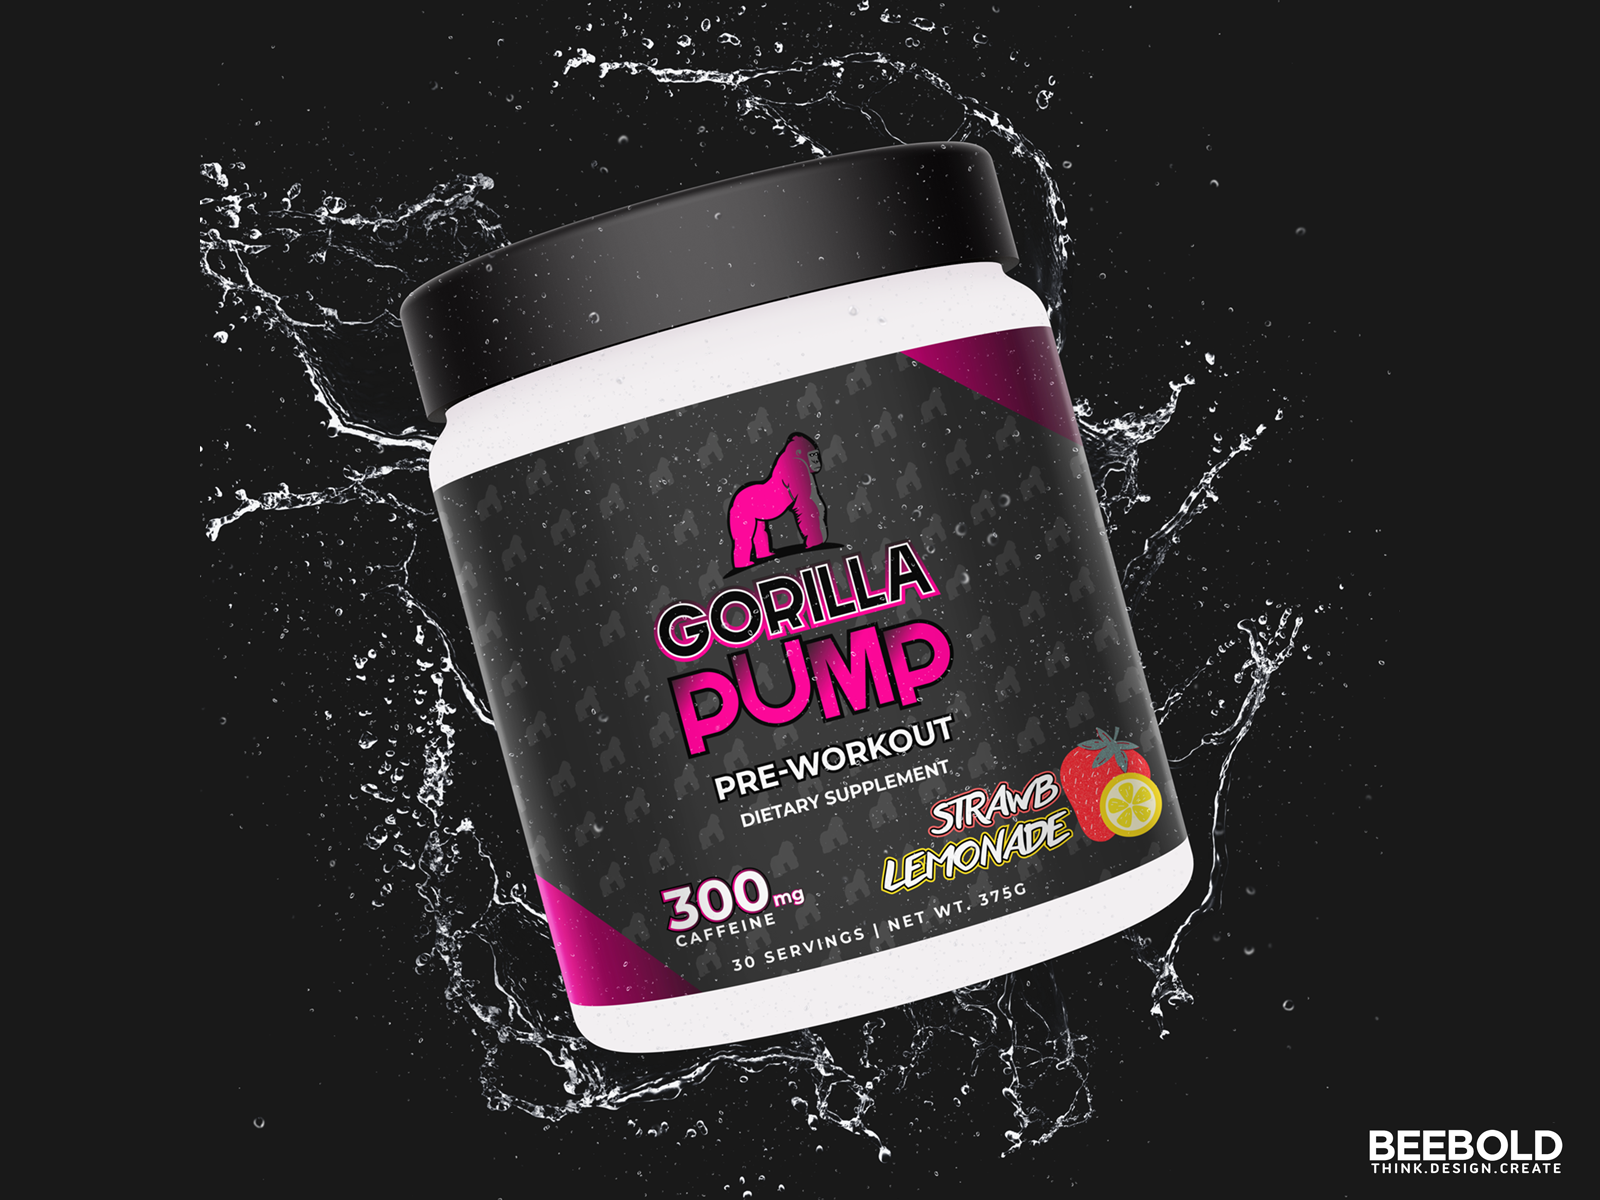 GORILLA
PUMP
PRE-WORKOUT
DIETARY SUPPLEMENT
STRAWB
LEMONADE
300mg
CAFFEINE
30 SERVINGS | NET WT. 375G
BEEBOLD
THINK.DESIGN.CREATE